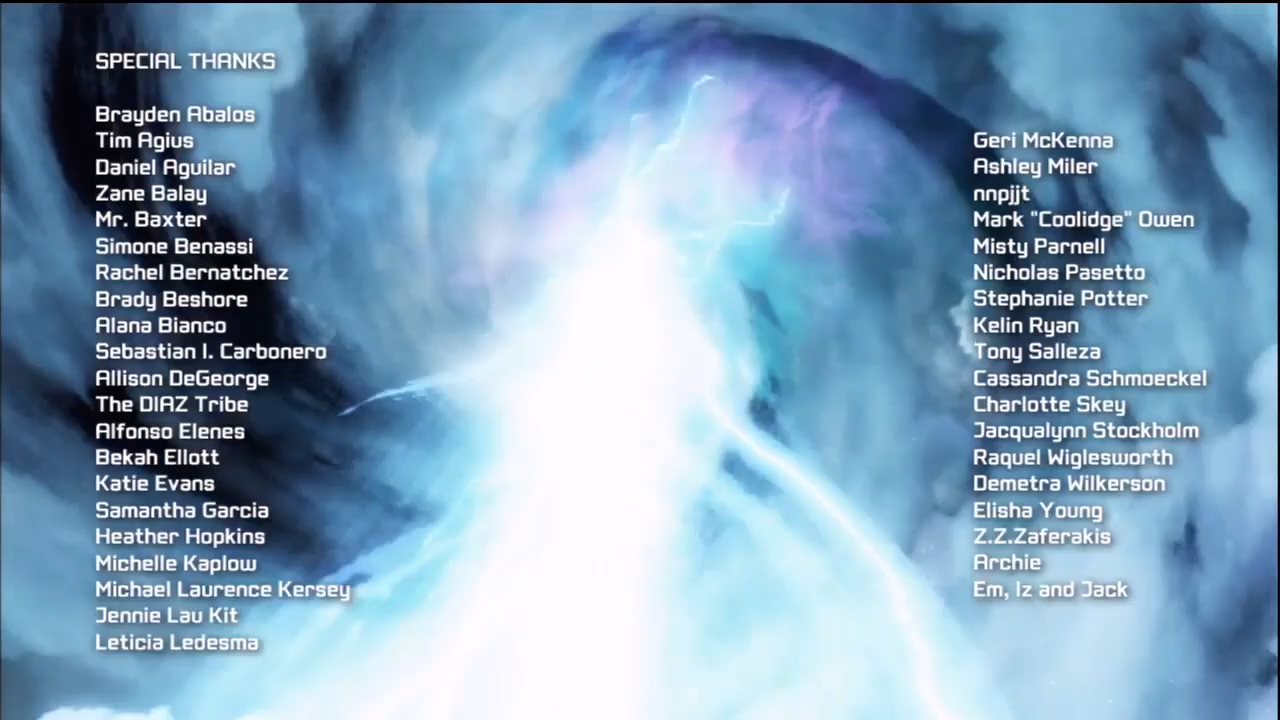 SPECIAL THANKS
Brayden Abalos
Tim Agius
Daniel Aguilar
Zane Balay
Mr. Baxter
Simone Benassi
Rachel Bernatchez
Brady Beshore
Alana Bianco
Sebastian I. Carbonero
Allison DeGeorge
The DIAZ Tribe
Alfonso Elenes
Bekah Ellott
Katie Evans
Samantha Garcia
Heather Hopkins
Michelle Kaplow
Michael Laurence Kersey
Jennie Lau Kit
Leticia Ledesma
Geri McKenna
Ashley Miler
nnpjjt
Mark "Coolidge" Owen
Misty Parnell
Nicholas Pasetto
Stephanie Potter
Kelin Ryan
Tony Salleza
Cassandra Schmoeckel
Charlotte Skey
Jacqualynn Stockholm
Raquel Wiglesworth
Demetra Wilkerson
Elisha Young
Z.Z.Zaferakis
Archie
Em, Iz and Jack